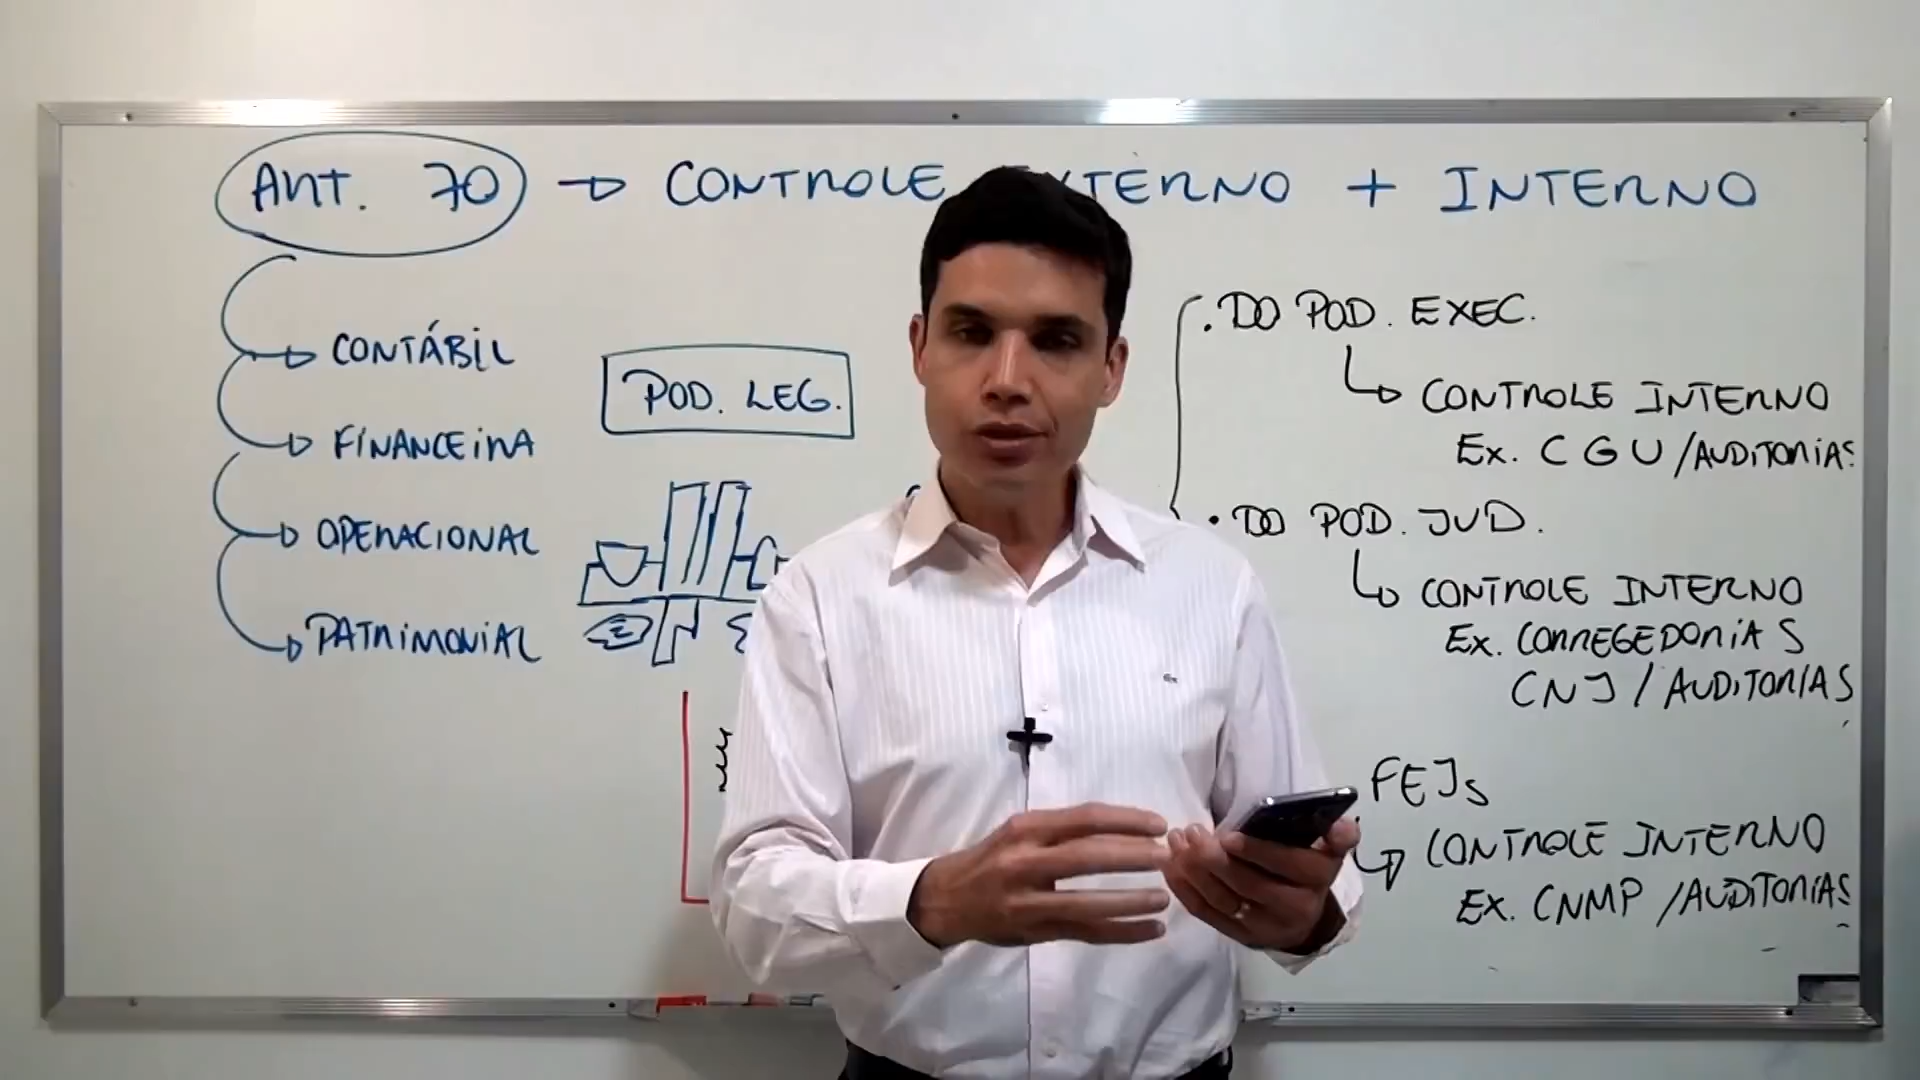 ART. 70 → CONTROLE EXTERNO + INTERNO
CONTÁBIL
FINANCEIRA
OPERACIONAL
PATRIMONIAL
POD. LEG.
. DO POD. EXEC.
CONTROLE INTERNO
Ex. CGU /AUDITORIAS
. DO POD. JUD.
CONTROLE INTERNO
Ex. CORREGEDORIAS
CNJ / AUDITORIAS
FEJs
CONTROLE INTERNO
Ex. CNMP /AUDITORIAS